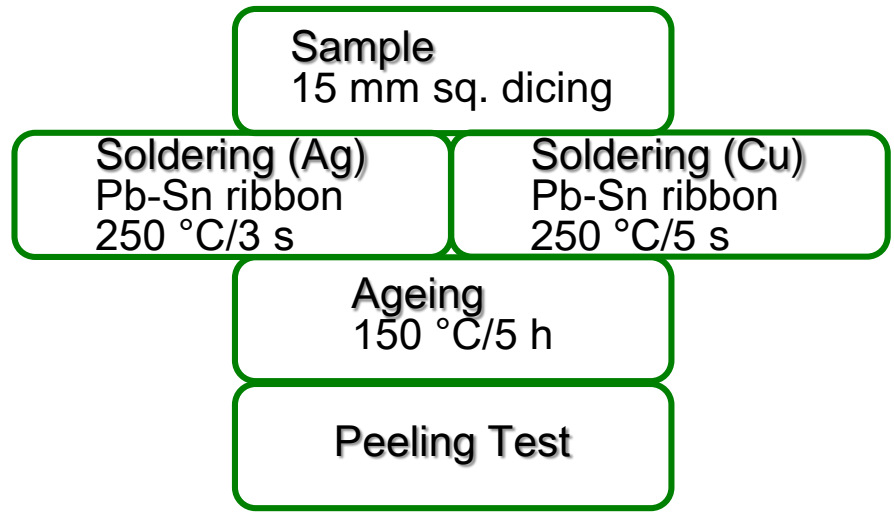 Sample
15 mm sq. dicing
Soldering (Ag)
Pb-Sn ribbon
250 °C/3 s
Soldering (Cu)
Pb-Sn ribbon
250 °C/5 s
Ageing
150 °C/5 h
Peeling Test